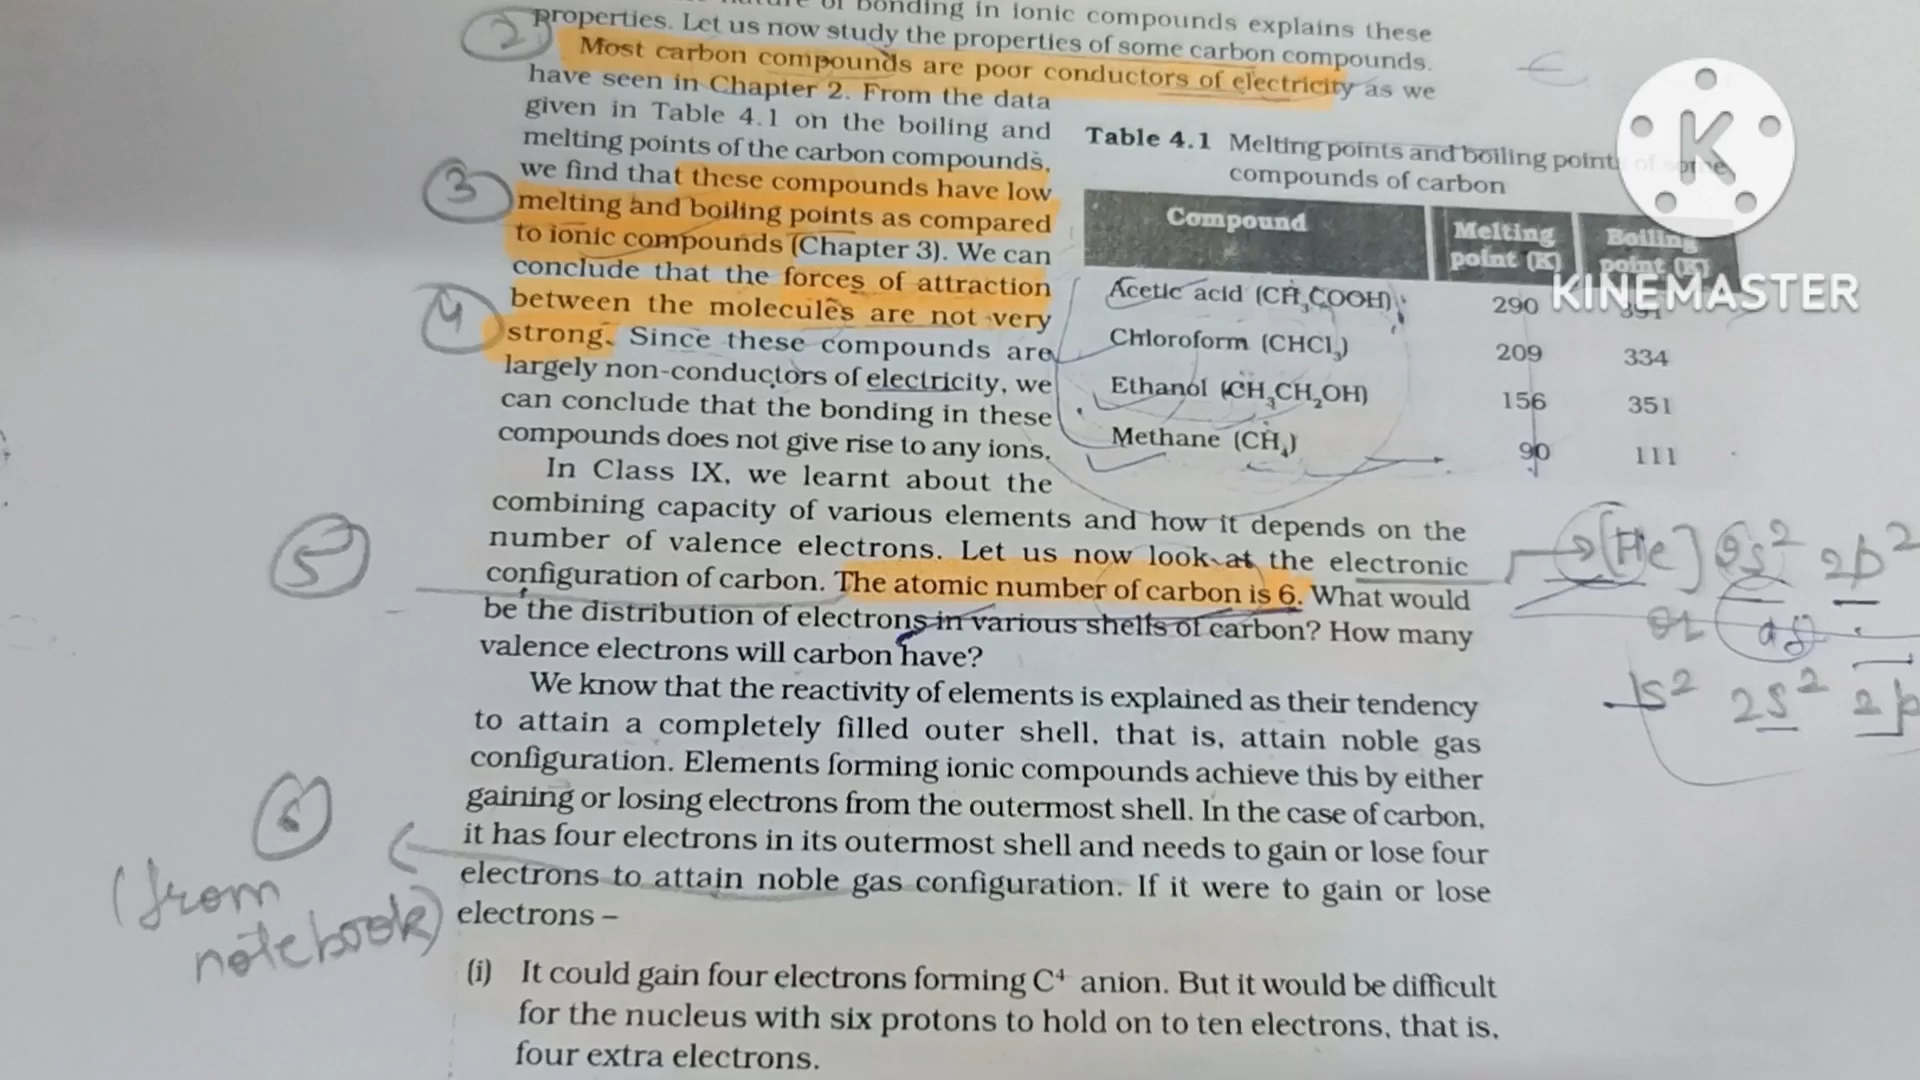 of bonding in ionic compounds explains these
properties. Let us now study the properties of some carbon compounds.
2
Most carbon compounds are poor conductors of electricity as we
have seen in Chapter 2. From the data
given in Table 4.1 on the boiling and
melting points of the carbon compounds,
3
we find that these compounds have low
melting and boiling points as compared
to ionic compounds (Chapter 3). We can
conclude that the forces of attraction
4
between the molecules are not very
strong. Since these compounds are
largely non-conductors of electricity, we
can conclude that the bonding in these
compounds does not give rise to any ions.
Table 4.1 Melting points and boiling points of some
compounds of carbon
K
KINEMASTER
Compound Melting point (K) Boiling point (K)
Acetic acid (CH₃COOH) 290 391
Chloroform (CHCl₃) 209 334
Ethanol (CH₃CH₂OH) 156 351
Methane (CH₄) 90 111
In Class IX, we learnt about the
combining capacity of various elements and how it depends on the
number of valence electrons. Let us now look at the electronic
5
configuration of carbon. The atomic number of carbon is 6. What would
be the distribution of electrons in various shells of carbon? How many
valence electrons will carbon have?
[He] 2s² 2p²
or
1s² 2s² 2p
We know that the reactivity of elements is explained as their tendency
to attain a completely filled outer shell, that is, attain noble gas
configuration. Elements forming ionic compounds achieve this by either
gaining or losing electrons from the outermost shell. In the case of carbon,
6
it has four electrons in its outermost shell and needs to gain or lose four
electrons to attain noble gas configuration. If it were to gain or lose
electrons –
(from
notebook)
(i) It could gain four electrons forming C⁴⁻ anion. But it would be difficult
for the nucleus with six protons to hold on to ten electrons, that is,
four extra electrons.